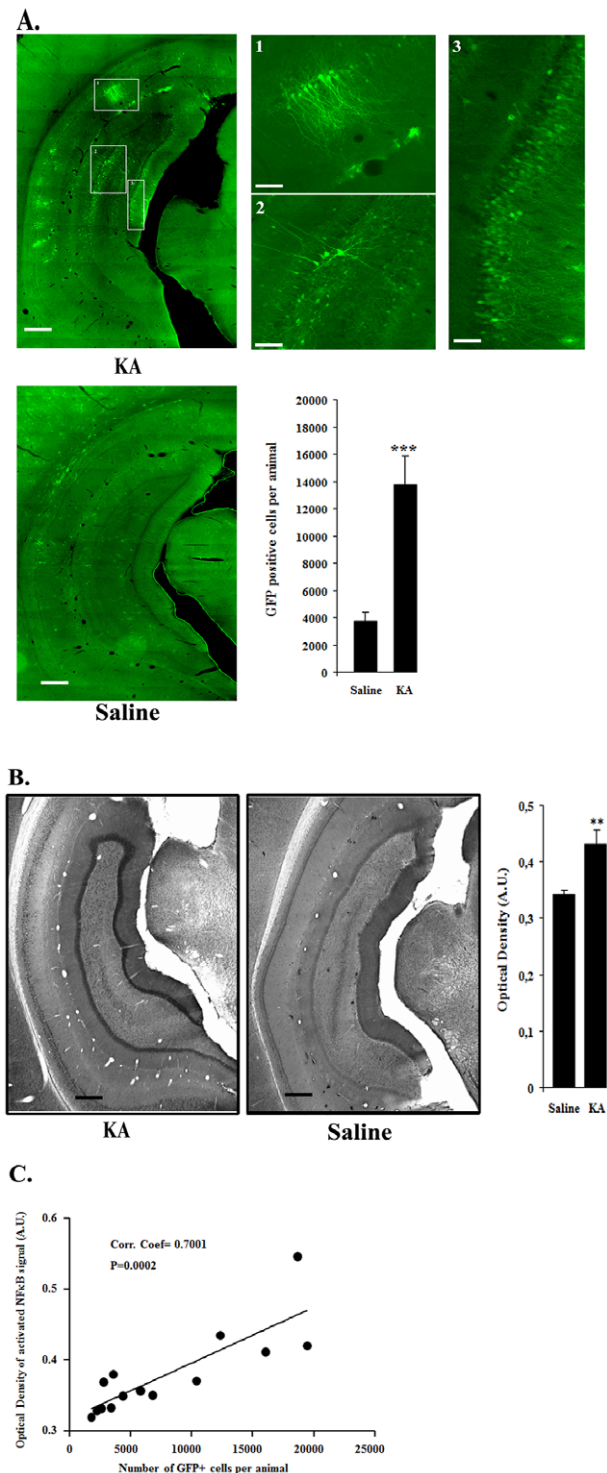 A.
1
2
3
1
2
3
KA
Saline
GFP positive cells per animal
20000
18000
16000
14000
12000
10000
8000
6000
4000
2000
0
***
Saline KA
B.
KA
Saline
Optical Density (A.U.)
0,5
0,4
0,3
0,2
0,1
0
**
Saline KA
C.
Optical Density of activated NFκB signal (A.U.)
0.6
0.5
0.4
0.3
Corr. Coef= 0.7001
P=0.0002
0 5000 10000 15000 20000 25000
Number of GFP+ cells per animal